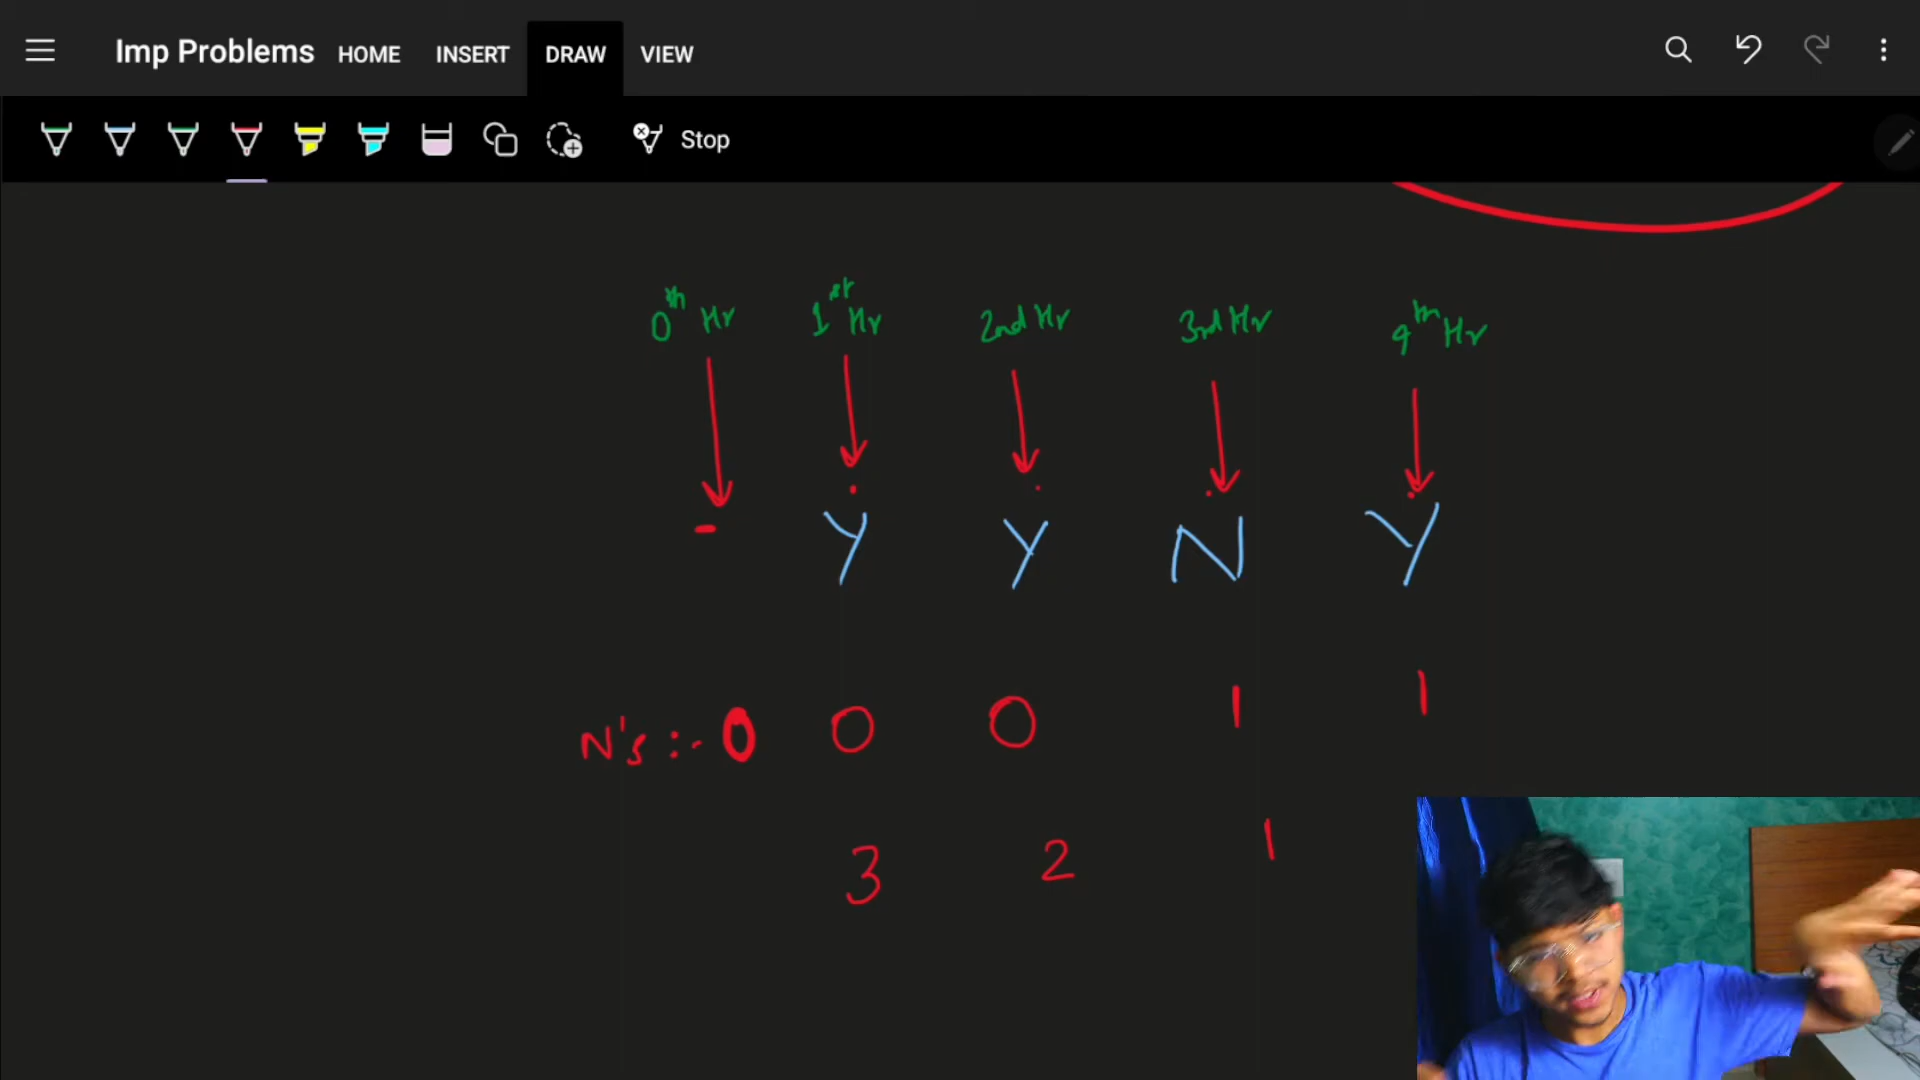 Imp Problems HOME INSERT DRAW VIEW
Stop
0th Hr 1st Hr 2nd Hr 3rd Hr 4th Hr
- Y Y N Y
N's :- 0 0 0 1 1
3 2 1